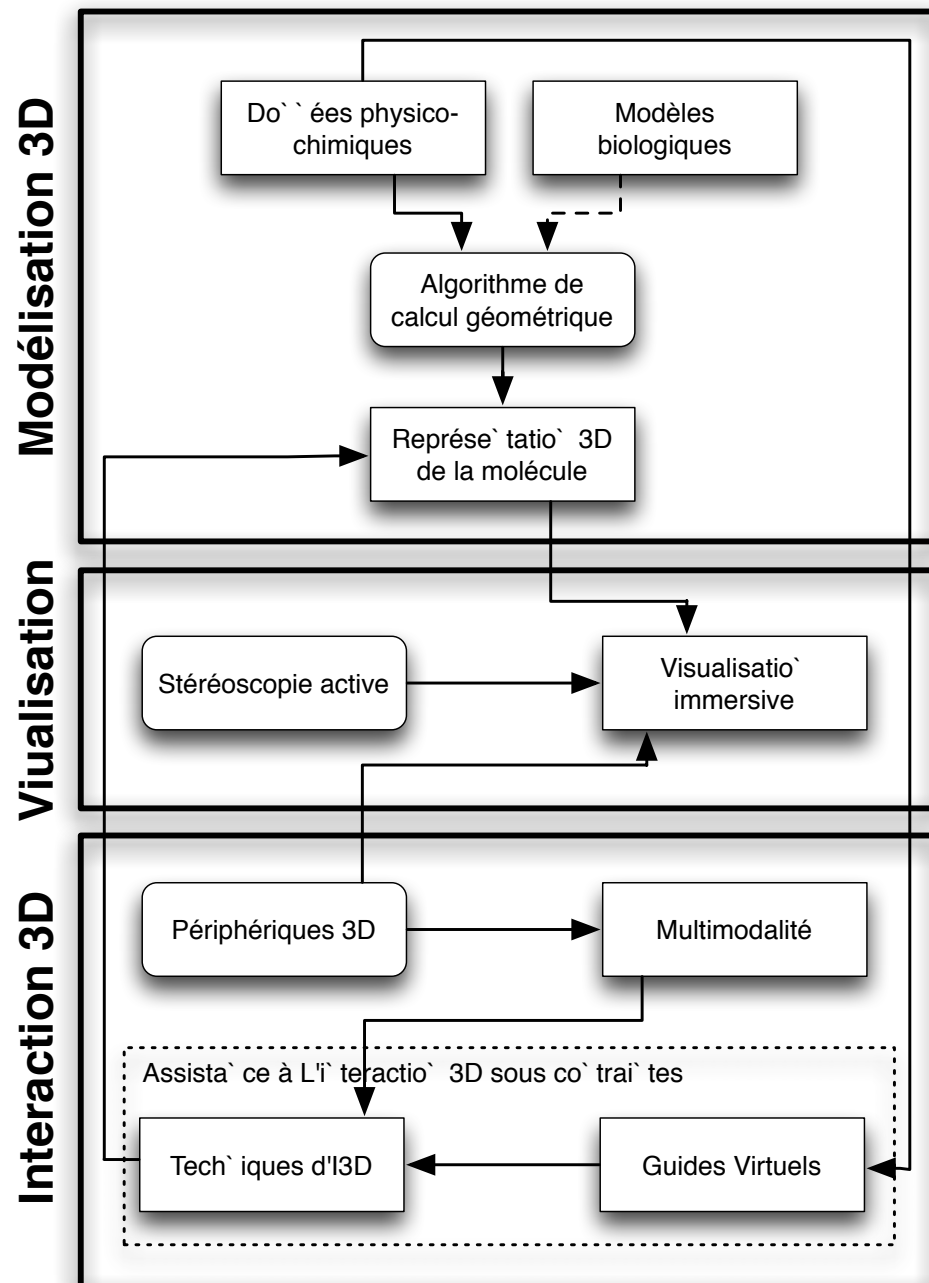 Modélisation 3D
Do` ` ées physico-
chimiques
Modèles
biologiques
Algorithme de
calcul géométrique
Représe` tatio` 3D
de la molécule
Viualisation
Stéréoscopie active
Visualisatio`
immersive
Interaction 3D
Périphériques 3D
Multimodalité
Assista` ce à L'i` teractio` 3D sous co` trai` tes
Tech` iques d'I3D
Guides Virtuels